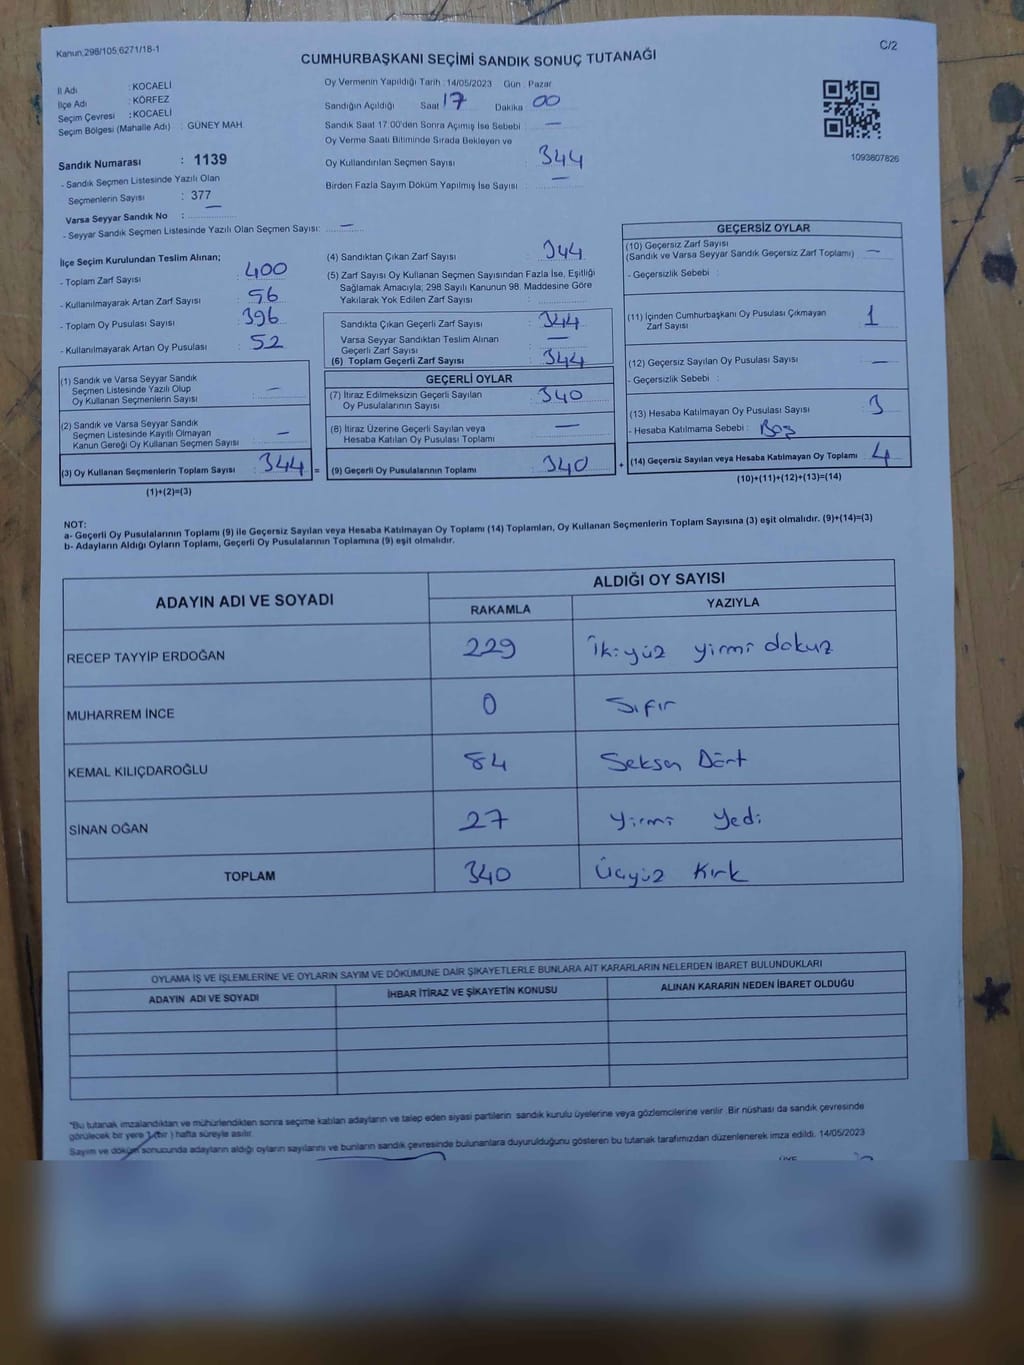 Kanun.298/105,6271/18-1
C/2
CUMHURBAŞKANI SEÇİMİ SANDIK SONUÇ TUTANAĞI
İl Adı : KOCAELİ
İlçe Adı : KÖRFEZ
Seçim Çevresi : KOCAELİ
Seçim Bölgesi (Mahalle Adı) : GÜNEY MAH.
Sandık Numarası : 1139
- Sandık Seçmen Listesinde Yazılı Olan
Seçmenlerin Sayısı : 377
Varsa Seyyar Sandık No : —
- Seyyar Sandık Seçmen Listesinde Yazılı Olan Seçmen Sayısı: —
Oy Vermenin Yapıldığı Tarih : 14/05/2023 Gün : Pazar
Sandığın Açıldığı Saat 17 Dakika 00
Sandık Saat 17:00'den Sonra Açımış İse Sebebi : —
Oy Verme Saati Bitiminde Sırada Bekleyen ve
Oy Kullandırılan Seçmen Sayısı : 344
Birden Fazla Sayım Döküm Yapılmış İse Sayısı : —
1093807826
İlçe Seçim Kurulundan Teslim Alınan;
- Toplam Zarf Sayısı : 400
- Kullanılmayarak Artan Zarf Sayısı : 56
- Toplam Oy Pusulası Sayısı : 396
- Kullanılmayarak Artan Oy Pusulası : 52
(1) Sandık ve Varsa Seyyar Sandık
Seçmen Listesinde Yazılı Olup
Oy Kullanan Seçmenlerin Sayısı : —
(2) Sandık ve Varsa Seyyar Sandık
Seçmen Listesinde Kayıtlı Olmayan
Kanun Gereği Oy Kullanan Seçmen Sayısı : —
(3) Oy Kullanan Seçmenlerin Toplam Sayısı : 344 =
(1)+(2)=(3)
(4) Sandıktan Çıkan Zarf Sayısı : 344
(5) Zarf Sayısı Oy Kullanan Seçmen Sayısından Fazla İse, Eşitliği
Sağlamak Amacıyla; 298 Sayılı Kanunun 98. Maddesine Göre
Yakılarak Yok Edilen Zarf Sayısı :
Sandıkta Çıkan Geçerli Zarf Sayısı : 344
Varsa Seyyar Sandıktan Teslim Alınan
Geçerli Zarf Sayısı : —
(6) Toplam Geçerli Zarf Sayısı : 344
GEÇERLİ OYLAR
(7) İtiraz Edilmeksizin Geçerli Sayılan
Oy Pusulalarının Sayısı : 340
(8) İtiraz Üzerine Geçerli Sayılan veya
Hesaba Katılan Oy Pusulası Toplamı : —
(9) Geçerli Oy Pusulalarının Toplamı : 340 +
GEÇERSİZ OYLAR
(10) Geçersiz Zarf Sayısı
(Sandık ve Varsa Seyyar Sandık Geçersiz Zarf Toplamı) : —
- Geçersizlik Sebebi :
(11) İçinden Cumhurbaşkanı Oy Pusulası Çıkmayan
Zarf Sayısı : 1
(12) Geçersiz Sayılan Oy Pusulası Sayısı : —
- Geçersizlik Sebebi :
(13) Hesaba Katılmayan Oy Pusulası Sayısı : 3
- Hesaba Katılmama Sebebi : Boş
(14) Geçersiz Sayılan veya Hesaba Katılmayan Oy Toplamı : 4
(10)+(11)+(12)+(13)=(14)
NOT:
a- Geçerli Oy Pusulalarının Toplamı (9) ile Geçersiz Sayılan veya Hesaba Katılmayan Oy Toplamı (14) Toplamları, Oy Kullanan Seçmenlerin Toplam Sayısına (3) eşit olmalıdır. (9)+(14)=(3)
b- Adayların Aldığı Oyların Toplamı, Geçerli Oy Pusulalarının Toplamına (9) eşit olmalıdır.
ADAYIN ADI VE SOYADI
ALDIĞI OY SAYISI
RAKAMLA YAZIYLA
RECEP TAYYİP ERDOĞAN 229 İkiyüz yirmi dokuz
MUHARREM İNCE 0 Sıfır
KEMAL KILIÇDAROĞLU 84 Seksen Dört
SİNAN OĞAN 27 Yirmi Yedi
TOPLAM 340 Üçyüz Kırk
OYLAMA İŞ VE İŞLEMLERİNE VE OYLARIN SAYIM VE DÖKÜMÜNE DAİR ŞİKAYETLERLE BUNLARA AİT KARARLARIN NELERDEN İBARET BULUNDUKLARI
ADAYIN ADI VE SOYADI İHBAR İTİRAZ VE ŞİKAYETİN KONUSU ALINAN KARARIN NEDEN İBARET OLDUĞU
*Bu tutanak imzalandıktan ve mühürlendikten sonra seçime katılan adayların ve talep eden siyasi partilerin sandık kurulu üyelerine veya gözlemcilerine verilir. Bir nüshası da sandık çevresinde
görülecek bir yere 1 (bir) hafta süreyle asılır.
Sayım ve döküm sonucunda adayların aldığı oyların sayılarını ve bunların sandık çevresinde bulunanlara duyurulduğunu gösteren bu tutanak tarafımızdan düzenlenerek imza edildi. 14/05/2023